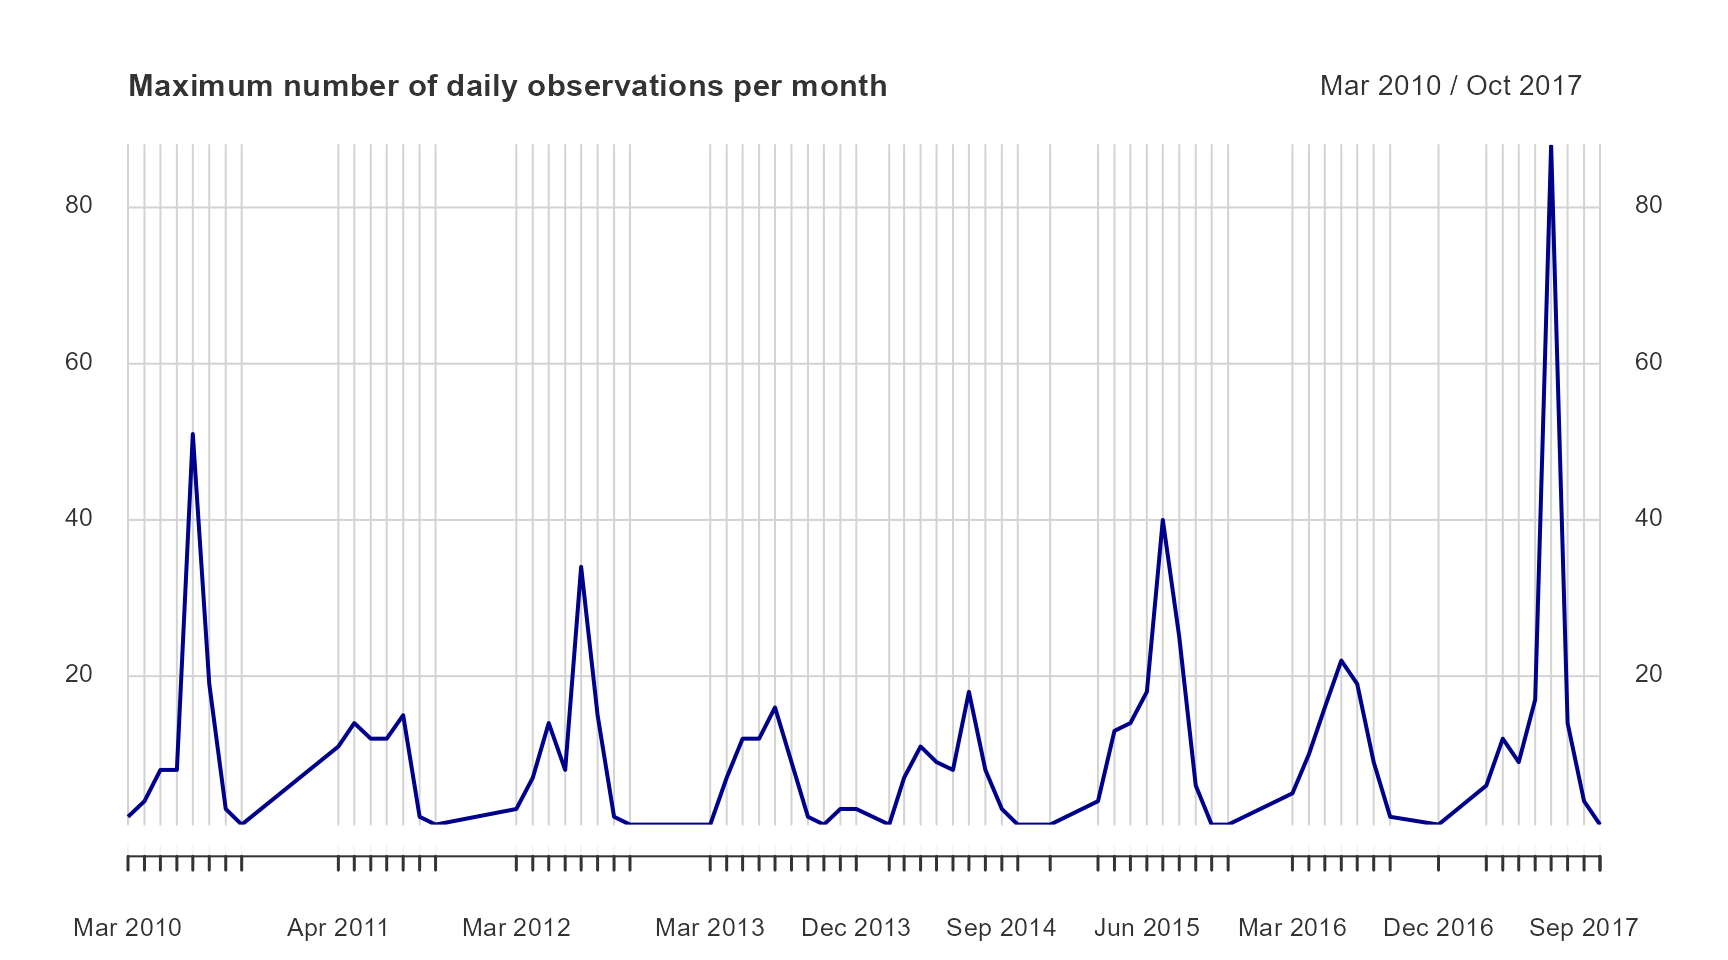 Maximum number of daily observations per month Mar 2010 / Oct 2017
80 80
60 60
40 40
20 20
Mar 2010 Apr 2011 Mar 2012 Mar 2013 Dec 2013 Sep 2014 Jun 2015 Mar 2016 Dec 2016 Sep 2017